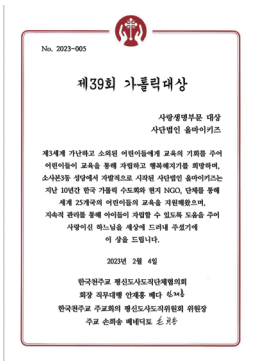 No. 2023-005
제39회 가톨릭대상
사랑생명부문 대상
사단법인 올마이키즈
제3세계 가난하고 소외된 어린이들에게 교육의 기회를 주어
어린이들이 교육을 통해 자립하고 행복해지기를 희망하며,
소사본3동 성당에서 자발적으로 시작된 사단법인 올마이키즈는
지난 10년간 한국 가톨릭 수도회와 현지 NGO, 단체를 통해
세계 25개국의 어린이들의 교육을 지원해왔으며,
지속적 관리를 통해 아이들이 자립할 수 있도록 도움을 주어
사랑이신 하느님을 세상에 드러내 주셨기에
이 상을 드립니다.
2023년 2월 4일
한국천주교 평신도사도직단체협의회
회장 직무대행 안재홍 베다
한국천주교 주교회의 평신도사도직위원회 위원장
주교 손희송 베네딕토